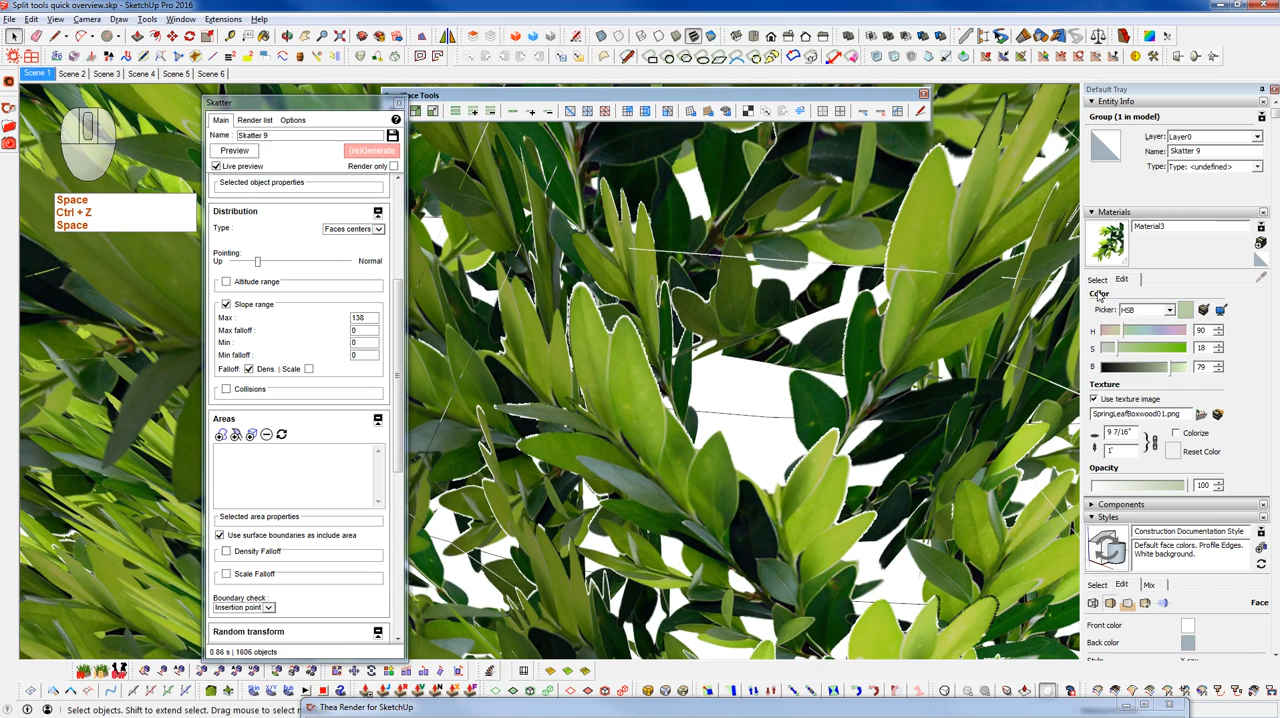 Split tools quick overview.skp - SketchUp Pro 2016
File Edit View Camera Draw Tools Window Extensions Help
Scene 1 Scene 2 Scene 3 Scene 4 Scene 5 Scene 6
Space
Ctrl + Z
Space
Skatter
Main Render list Options
Name : Skatter 9
Preview (re)Generate
Live preview Render only
Selected object properties
Distribution
Type : Faces centers
Pointing:
Up Normal
Altitude range
Slope range
Max : 138
Max falloff : 0
Min : 0
Min falloff : 0
Falloff: Dens. | Scale
Collisions
Areas
Selected area properties
Use surface boundaries as include area
Density Falloff
Scale Falloff
Boundary check :
Insertion point
Random transform
0.86 s | 1606 objects
Face Tools
Default Tray
Entity Info
Group (1 in model)
Layer: Layer0
Name: Skatter 9
Type: Type: <undefined>
Materials
Material3
Select Edit
Color
Picker: HSB
H 90
S 18
B 79
Texture
Use texture image
SpringLeafBoxwood01.png
9 7/16"
Colorize
1'
Reset Color
Opacity
100
Components
Styles
Construction Documentation Style
Default face colors. Profile Edges.
White background.
Select Edit Mix
Face
Front color
Back color
Select objects. Shift to extend select. Drag mouse to select
Thea Render for SketchUp